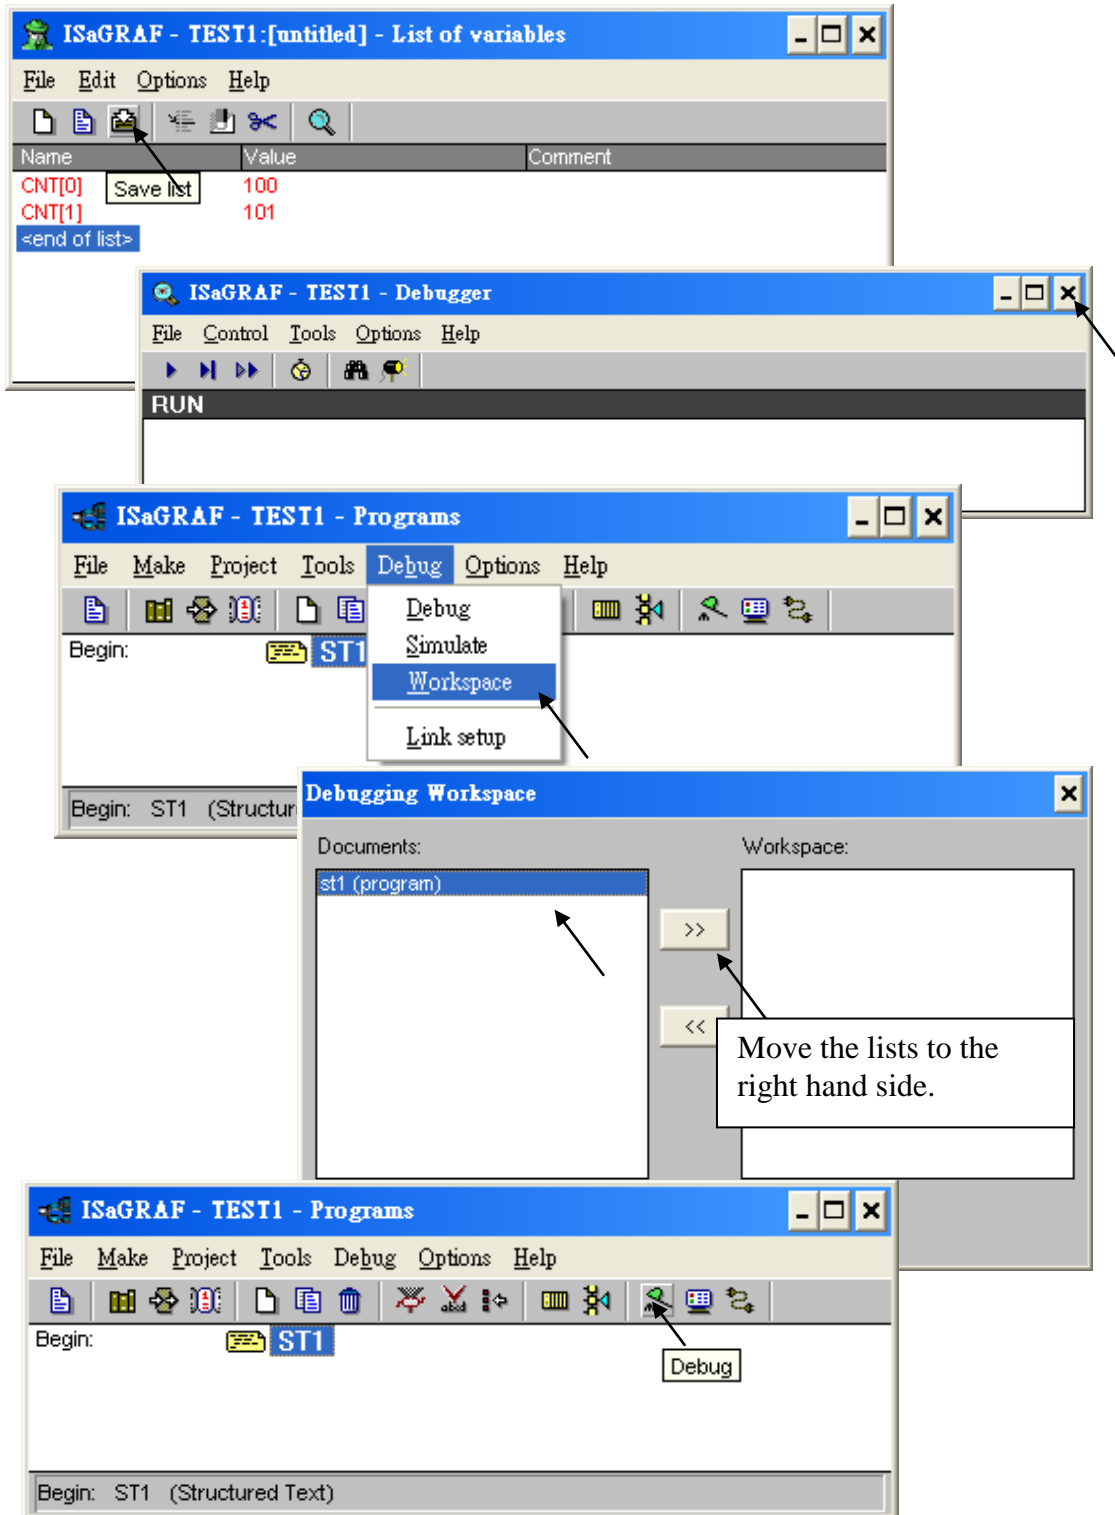 ISaGRAF - TEST1:[untitled] - List of variables
File Edit Options Help
Name Value Comment
CNT[0] 100
Save list
CNT[1] 101
<end of list>
ISaGRAF - TEST1 - Debugger
File Control Tools Options Help
RUN
ISaGRAF - TEST1 - Programs
File Make Project Tools Debug Options Help
Debug
Simulate
Workspace
Link setup
Begin: ST1
Begin: ST1 (Structur
Debugging Workspace
Documents: Workspace:
st1 (program)
>>
<<
Move the lists to the
right hand side.
ISaGRAF - TEST1 - Programs
File Make Project Tools Debug Options Help
Begin: ST1
Debug
Begin: ST1 (Structured Text)